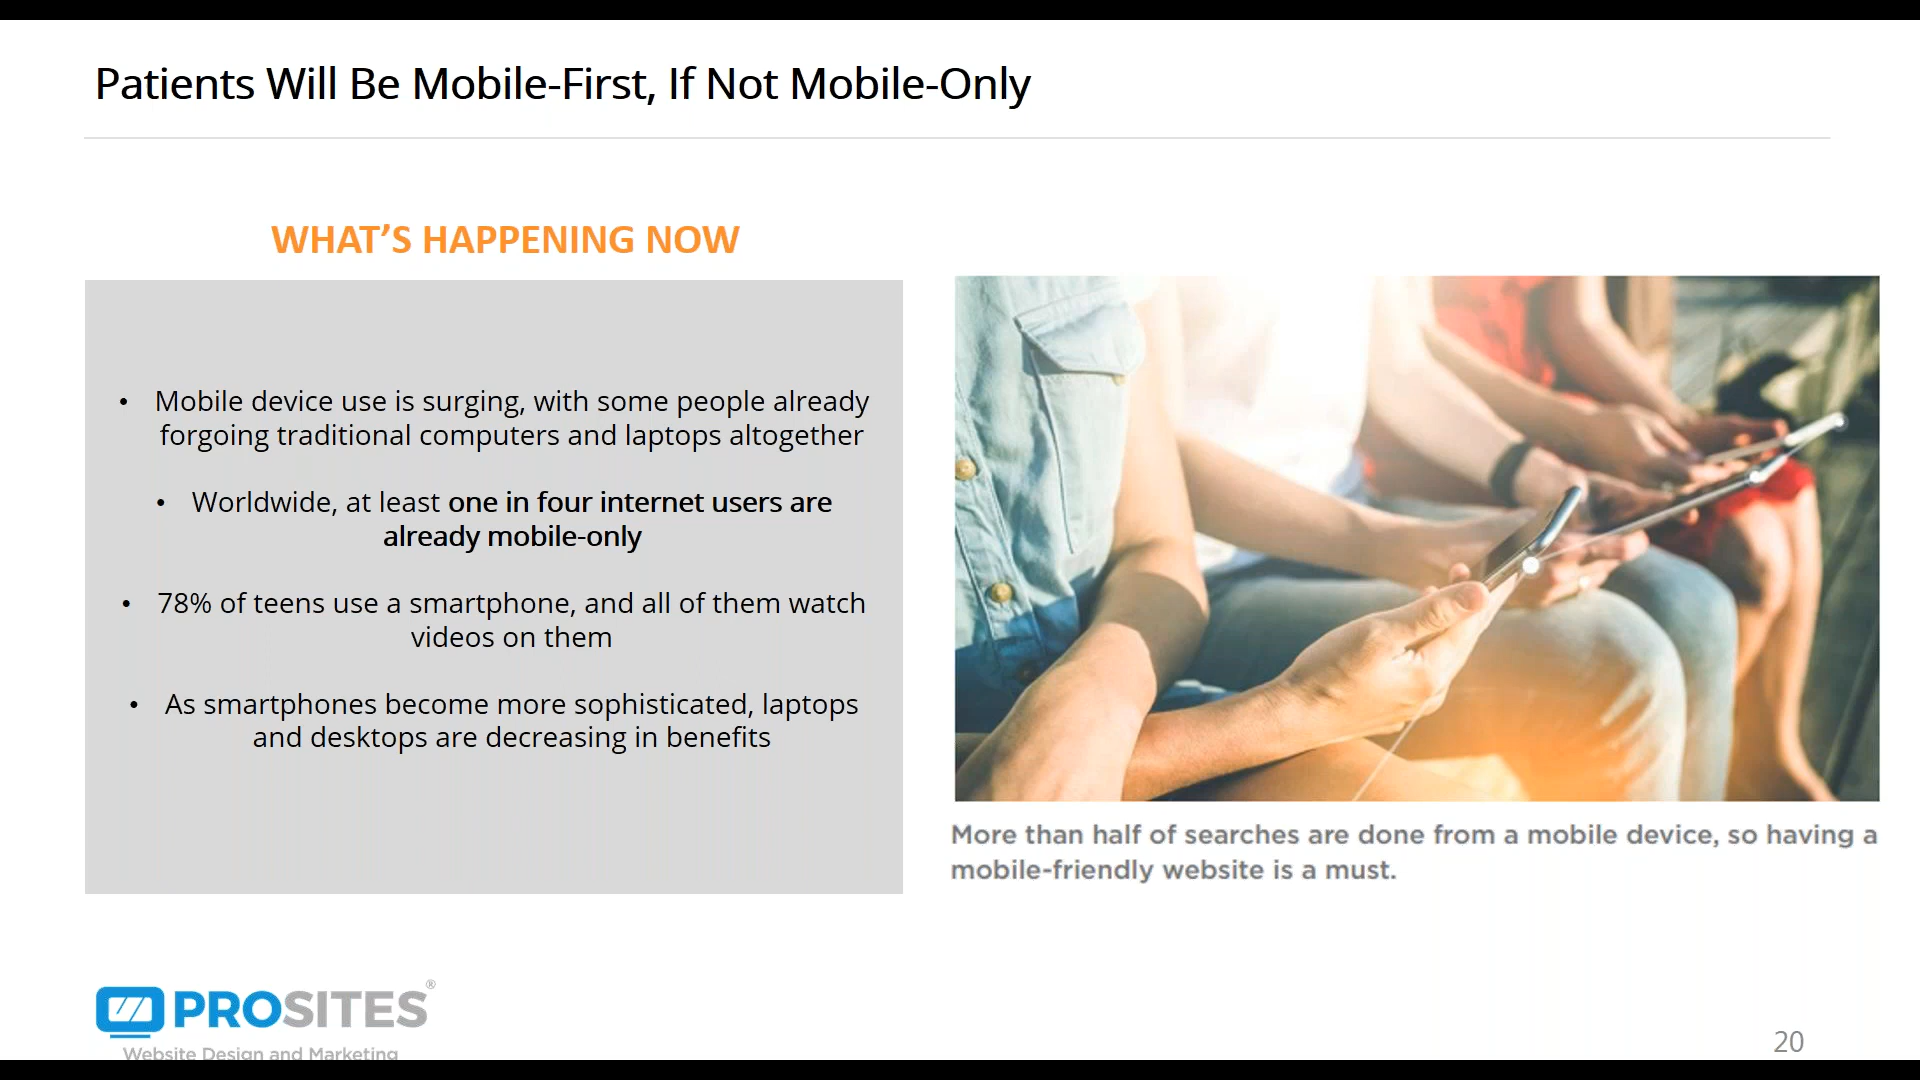 Patients Will Be Mobile-First, If Not Mobile-Only
WHAT’S HAPPENING NOW
• Mobile device use is surging, with some people already
forgoing traditional computers and laptops altogether
• Worldwide, at least one in four internet users are
already mobile-only
• 78% of teens use a smartphone, and all of them watch
videos on them
• As smartphones become more sophisticated, laptops
and desktops are decreasing in benefits
More than half of searches are done from a mobile device, so having a
mobile-friendly website is a must.
PROSITES®
Website Design and Marketing
20